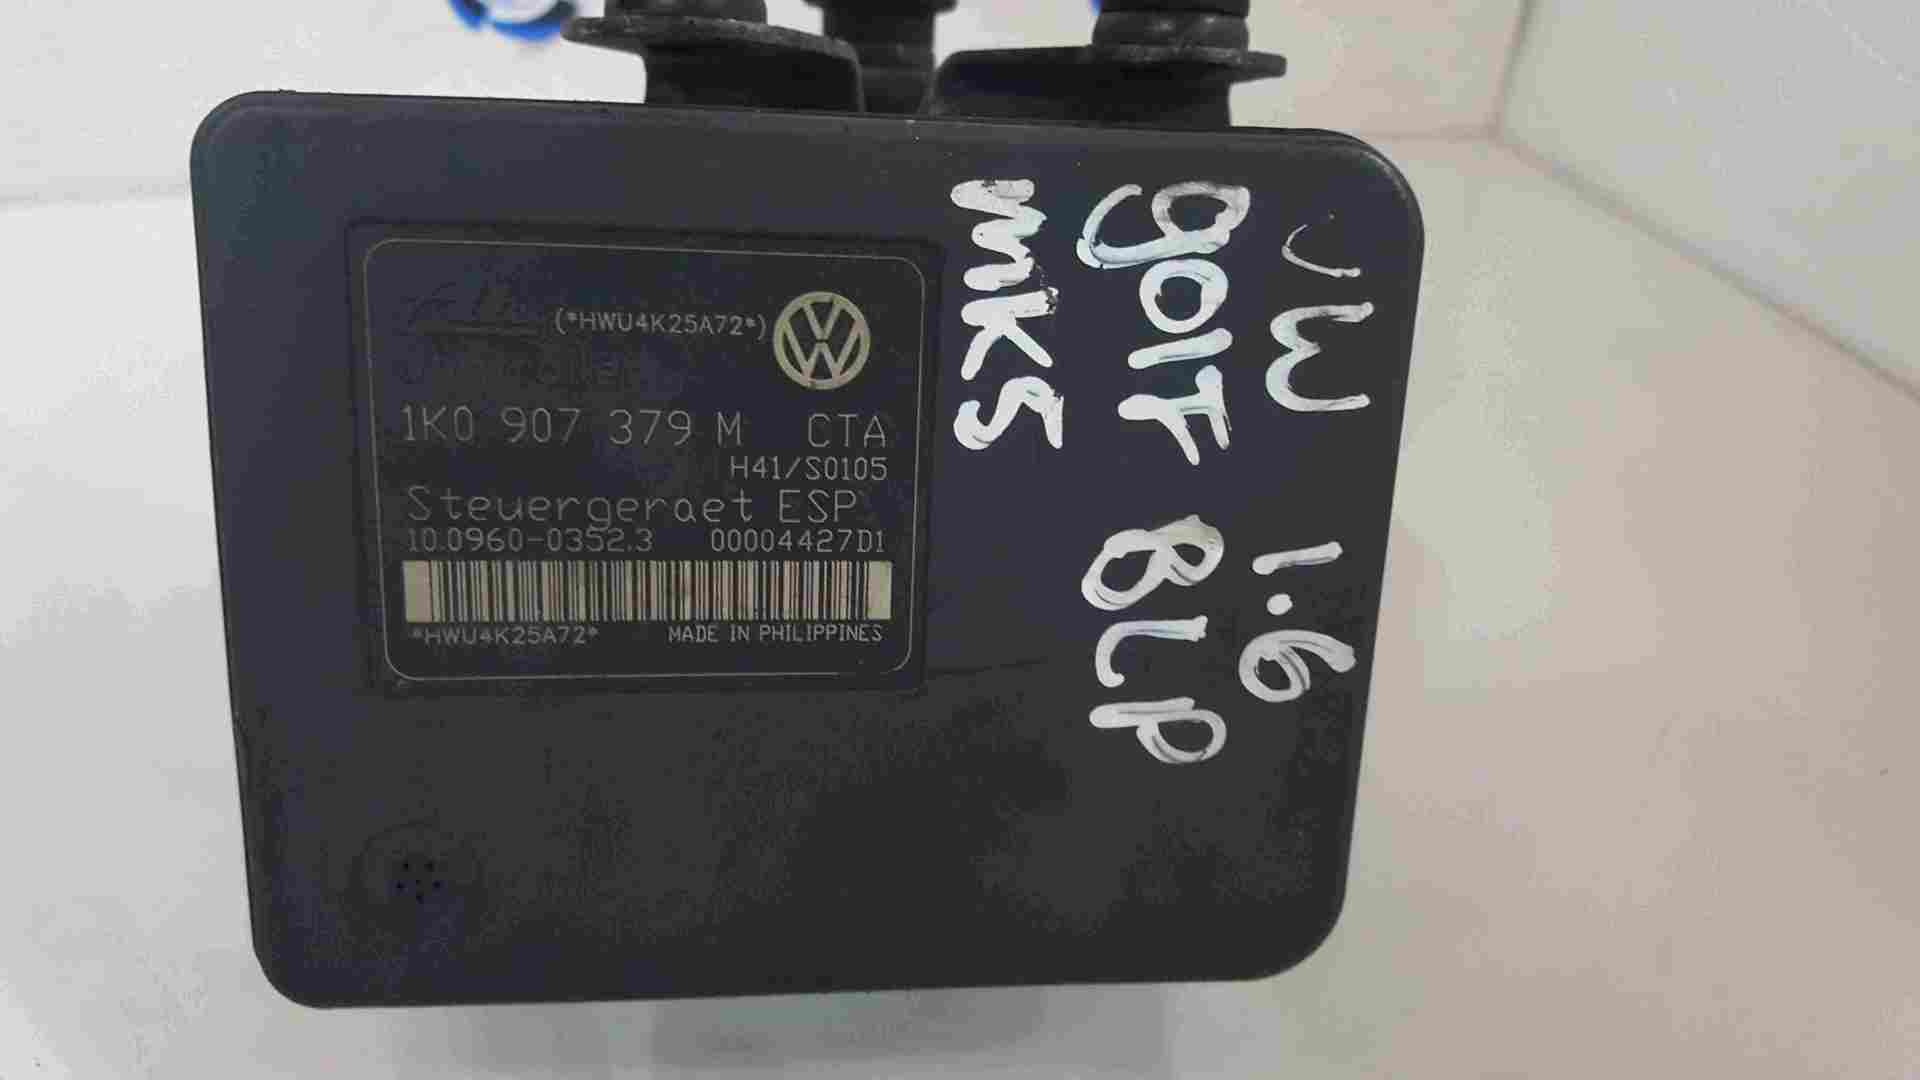 (*HWU4K25A72*)
1K0 907 379 M CTA
H41/S0105
Steuergeraet ESP
10.0960-0352.3 00004427D1
*HWU4K25A72* MADE IN PHILIPPINES
VW 1.6
golF BLP
mK5